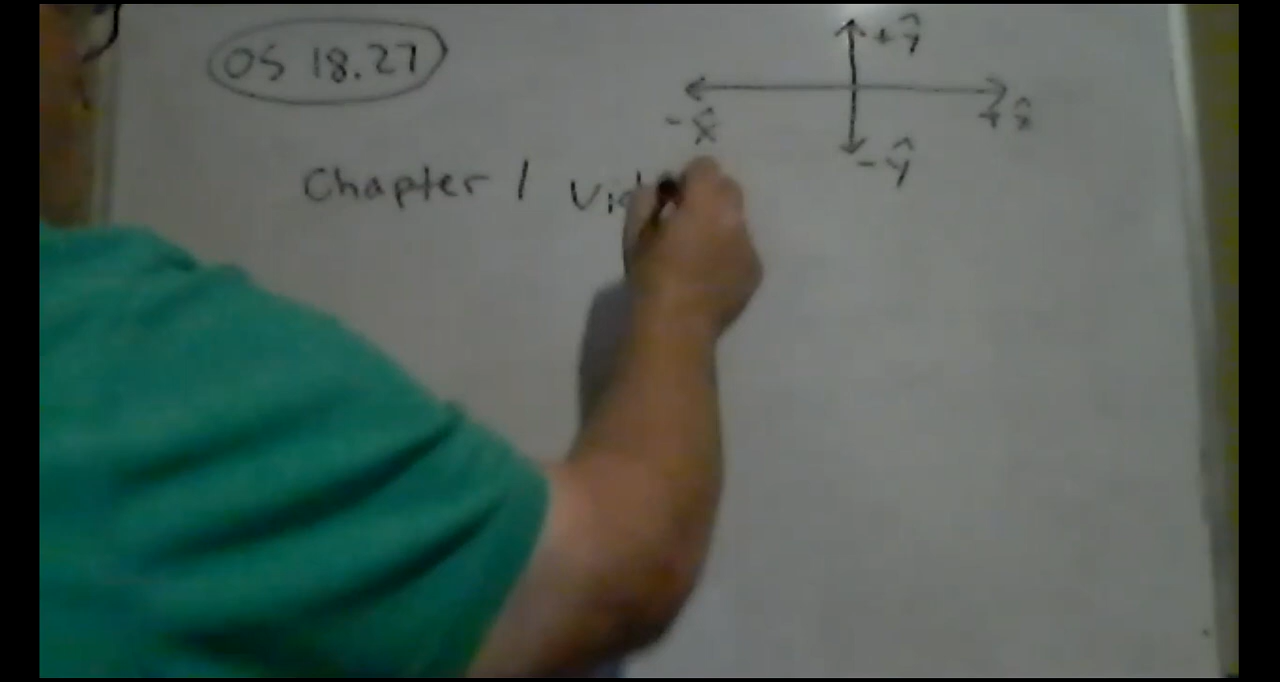 OS 18.27
+ŷ
-x̂
+x̂
-ŷ
Chapter 1